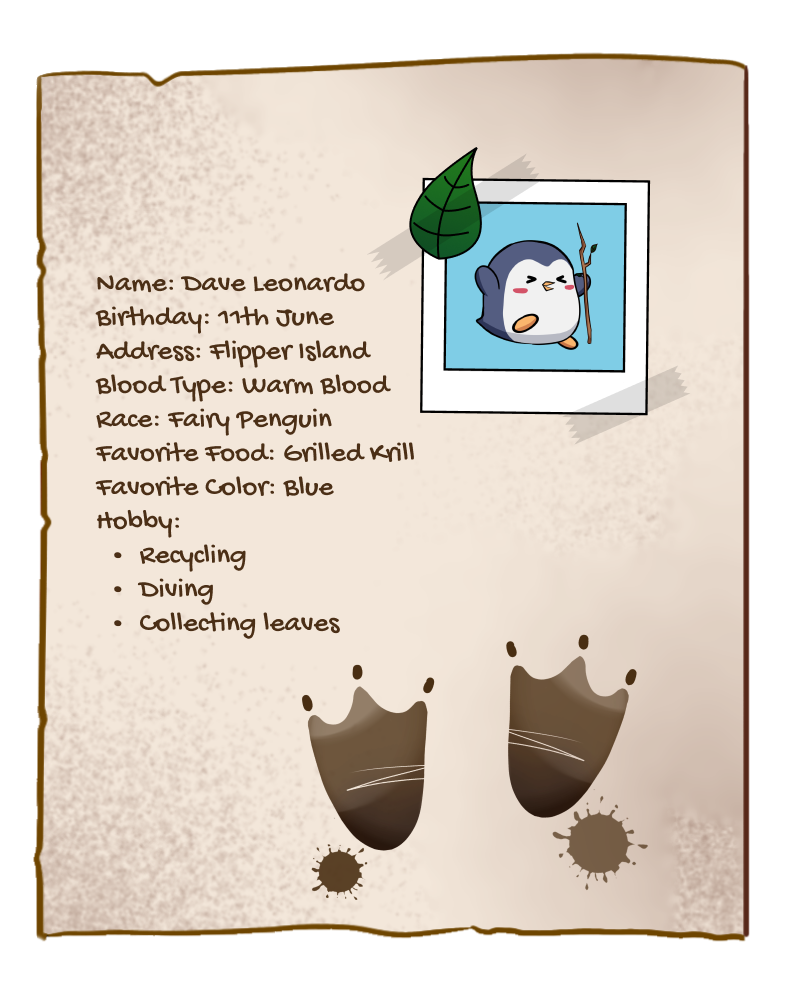 Name: Dave Leonardo
Birthday: 11th June
Address: Flipper Island
Blood Type: Warm Blood
Race: Fairy Penguin
Favorite Food: Grilled Krill
Favorite Color: Blue
Hobby:
• Recycling
• Diving
• Collecting leaves